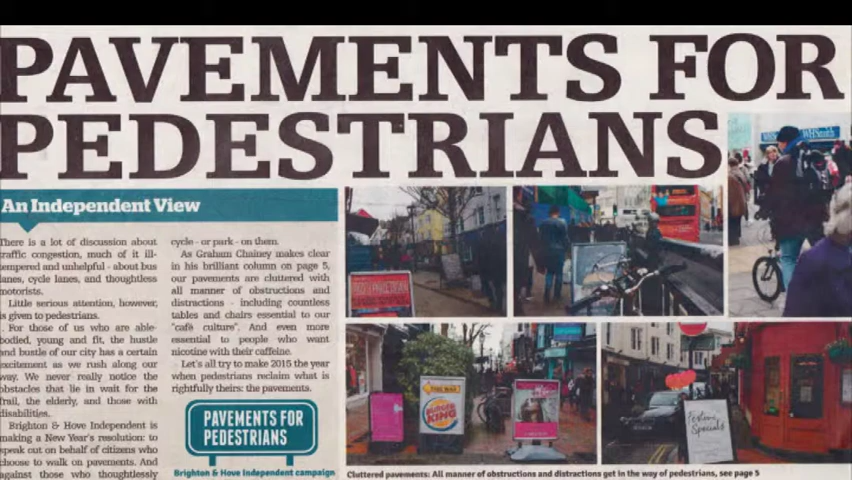 PAVEMENTS FOR
PEDESTRIANS
An Independent View
There is a lot of discussion about
traffic congestion, much of it ill-
tempered and unhelpful - about bus
lanes, cycle lanes, and thoughtless
motorists.
Little serious attention, however,
is given to pedestrians.
For those of us who are able-
bodied, young and fit, the hustle
and bustle of our city has a certain
excitement as we rush along our
way. We never really notice the
obstacles that lie in wait for the
frail, the elderly, and those with
disabilities.
Brighton & Hove Independent is
making a New Year's resolution: to
speak out on behalf of citizens who
choose to walk on pavements. And
against those who thoughtlessly
cycle - or park - on them.
As Graham Chainey makes clear
in his brilliant column on page 5,
our pavements are cluttered with
all manner of obstructions and
distractions - including countless
tables and chairs essential to our
"café culture". And even more
essential to people who want
nicotine with their caffeine.
Let's all try to make 2015 the year
when pedestrians reclaim what is
rightfully theirs: the pavements.
PAVEMENTS FOR
PEDESTRIANS
Brighton & Hove Independent campaign
WHSmith
BURGER
KING
Festive
Specials
Cluttered pavements: All manner of obstructions and distractions get in the way of pedestrians, see page 5